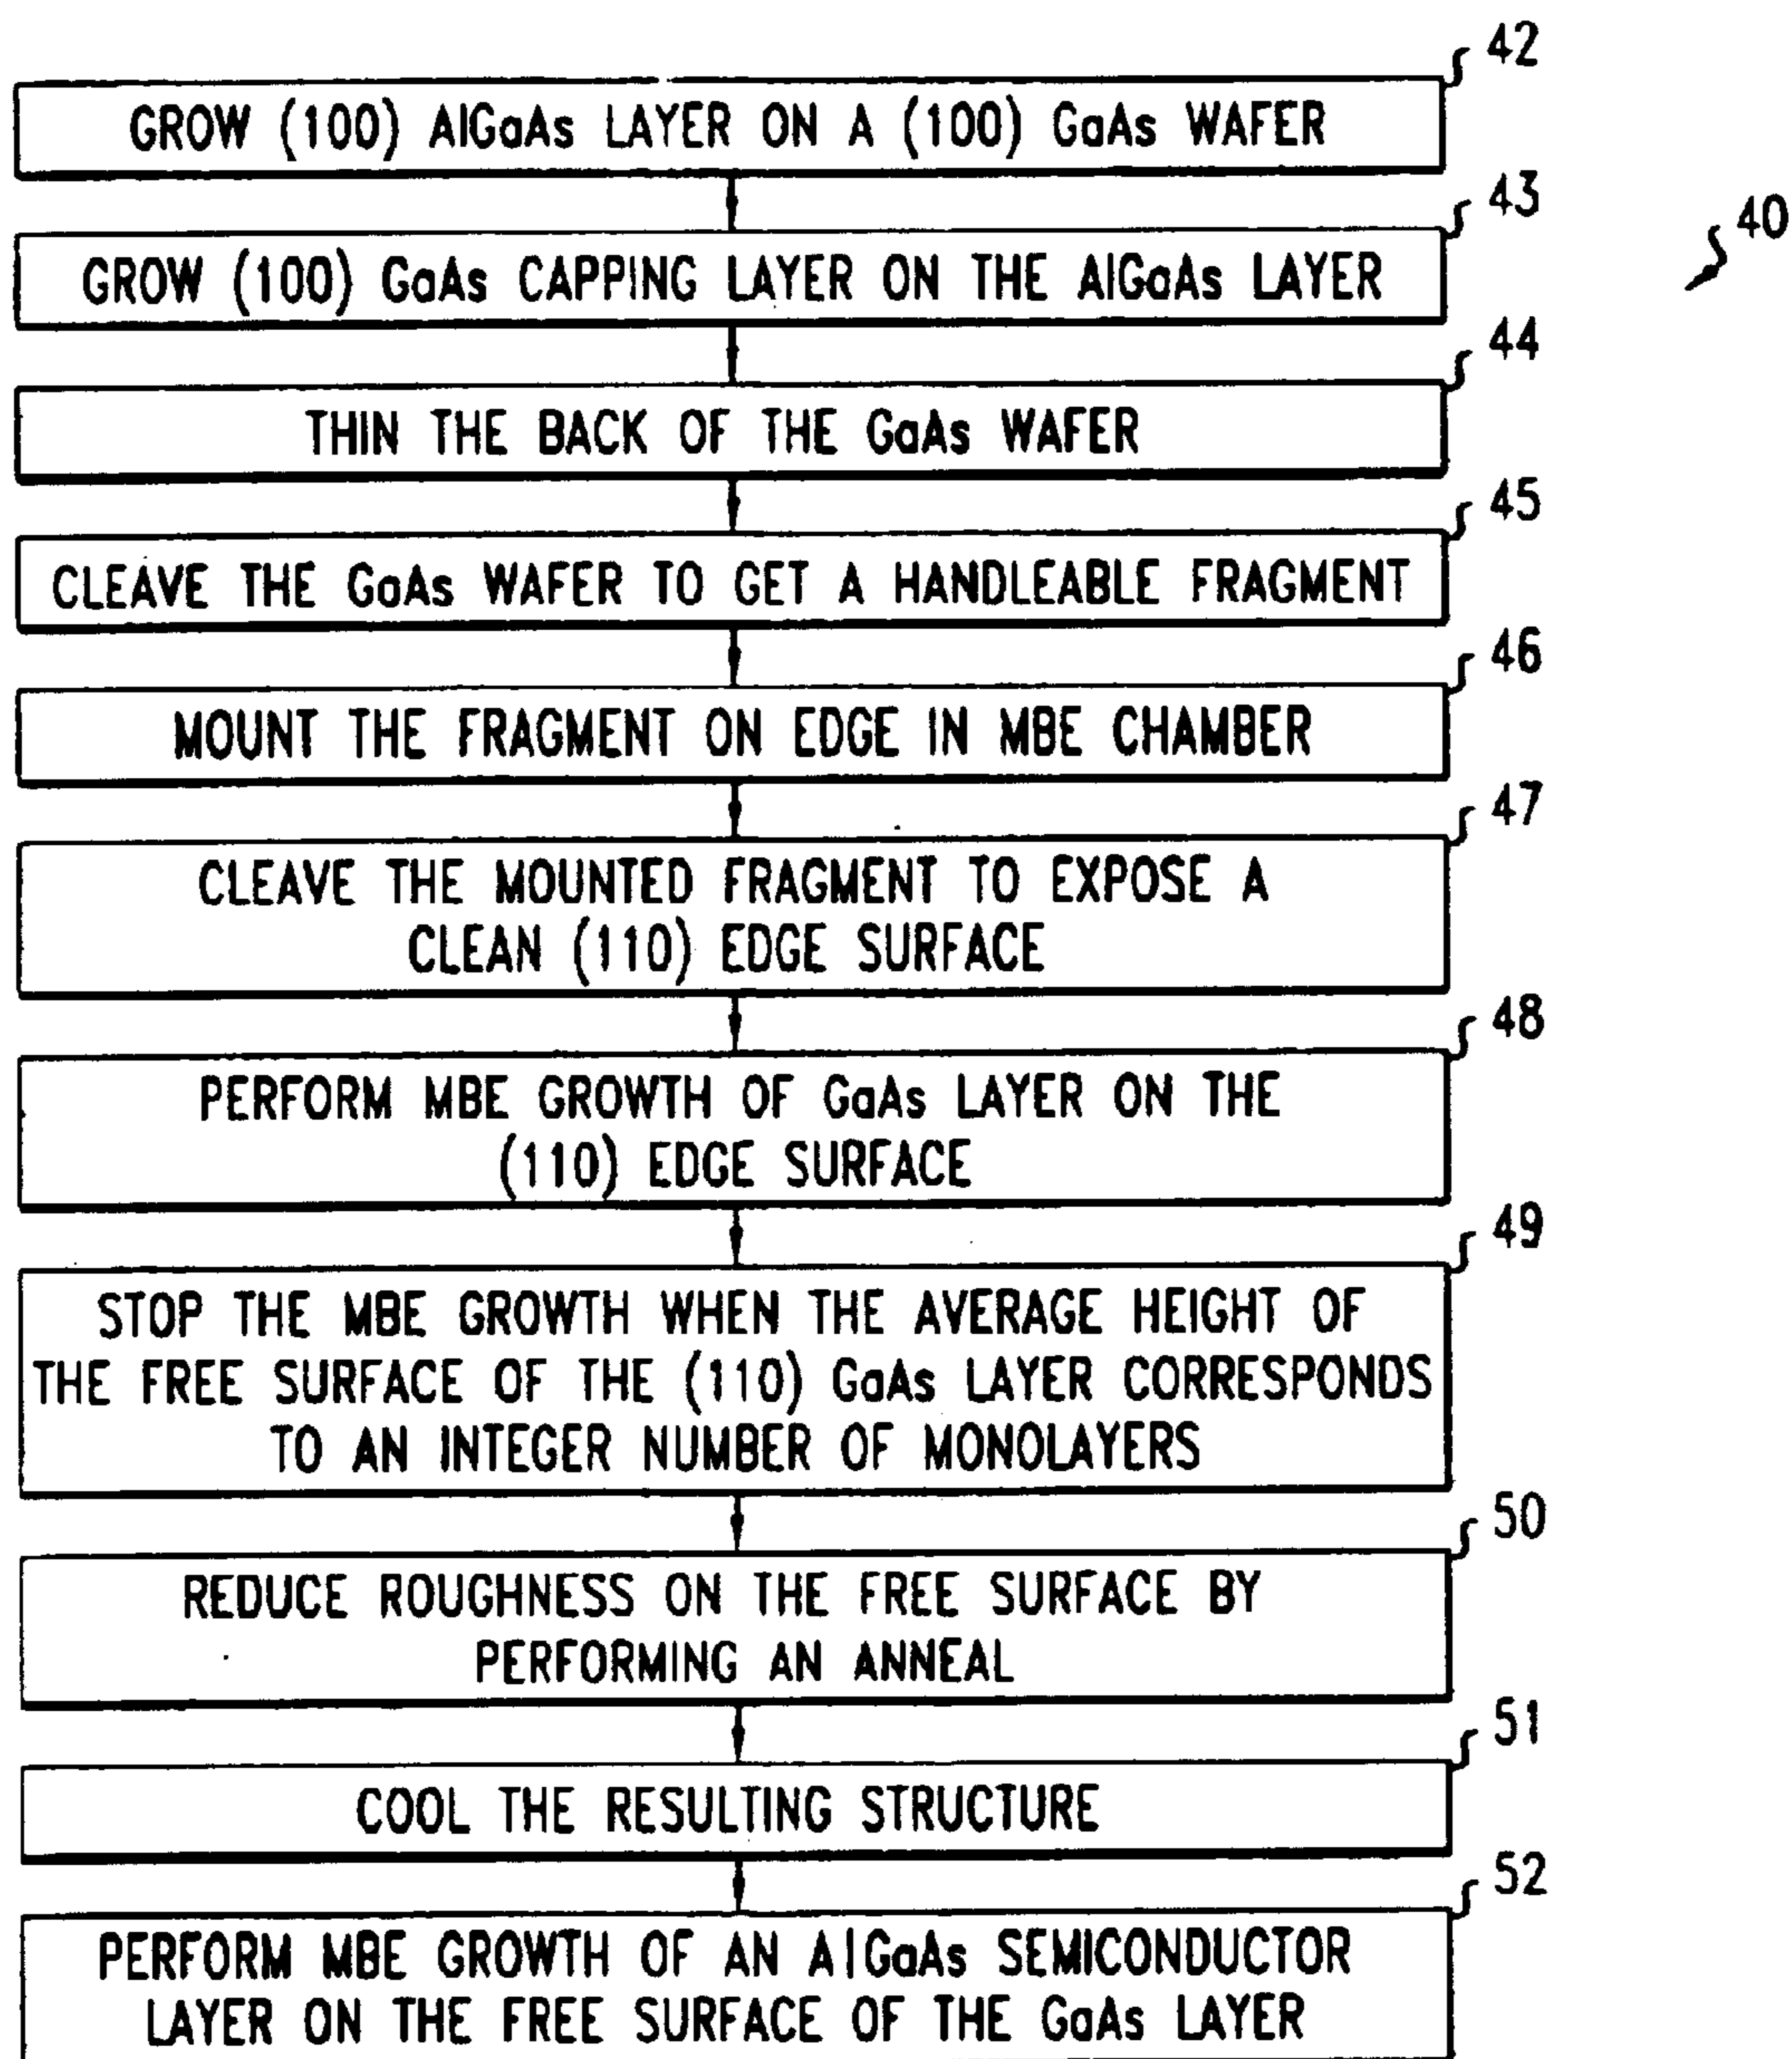 42
GROW (100) AlGaAs LAYER ON A (100) GaAs WAFER
43
40
GROW (100) GaAs CAPPING LAYER ON THE AlGaAs LAYER
44
THIN THE BACK OF THE GaAs WAFER
45
CLEAVE THE GaAs WAFER TO GET A HANDLEABLE FRAGMENT
46
MOUNT THE FRAGMENT ON EDGE IN MBE CHAMBER
47
CLEAVE THE MOUNTED FRAGMENT TO EXPOSE A
CLEAN (110) EDGE SURFACE
48
PERFORM MBE GROWTH OF GaAs LAYER ON THE
(110) EDGE SURFACE
49
STOP THE MBE GROWTH WHEN THE AVERAGE HEIGHT OF
THE FREE SURFACE OF THE (110) GaAs LAYER CORRESPONDS
TO AN INTEGER NUMBER OF MONOLAYERS
50
REDUCE ROUGHNESS ON THE FREE SURFACE BY
PERFORMING AN ANNEAL
51
COOL THE RESULTING STRUCTURE
52
PERFORM MBE GROWTH OF AN AlGaAs SEMICONDUCTOR
LAYER ON THE FREE SURFACE OF THE GaAs LAYER